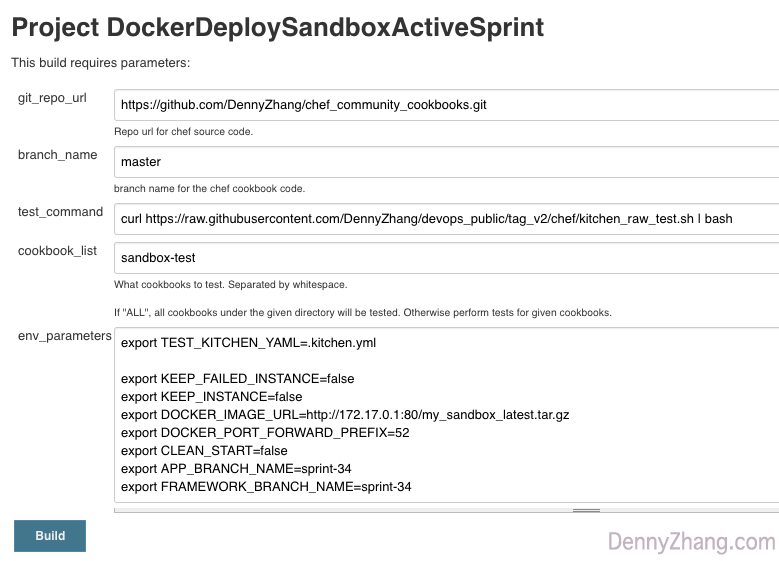 Project DockerDeploySandboxActiveSprint
This build requires parameters:
git_repo_url
https://github.com/DennyZhang/chef_community_cookbooks.git
Repo url for chef source code.
branch_name
master
branch name for the chef cookbook code.
test_command
curl https://raw.githubusercontent.com/DennyZhang/devops_public/tag_v2/chef/kitchen_raw_test.sh | bash
cookbook_list
sandbox-test
What cookbooks to test. Separated by whitespace.
If "ALL", all cookbooks under the given directory will be tested. Otherwise perform tests for given cookbooks.
env_parameters
export TEST_KITCHEN_YAML=.kitchen.yml
export KEEP_FAILED_INSTANCE=false
export KEEP_INSTANCE=false
export DOCKER_IMAGE_URL=http://172.17.0.1:80/my_sandbox_latest.tar.gz
export DOCKER_PORT_FORWARD_PREFIX=52
export CLEAN_START=false
export APP_BRANCH_NAME=sprint-34
export FRAMEWORK_BRANCH_NAME=sprint-34
Build
DennyZhang.com